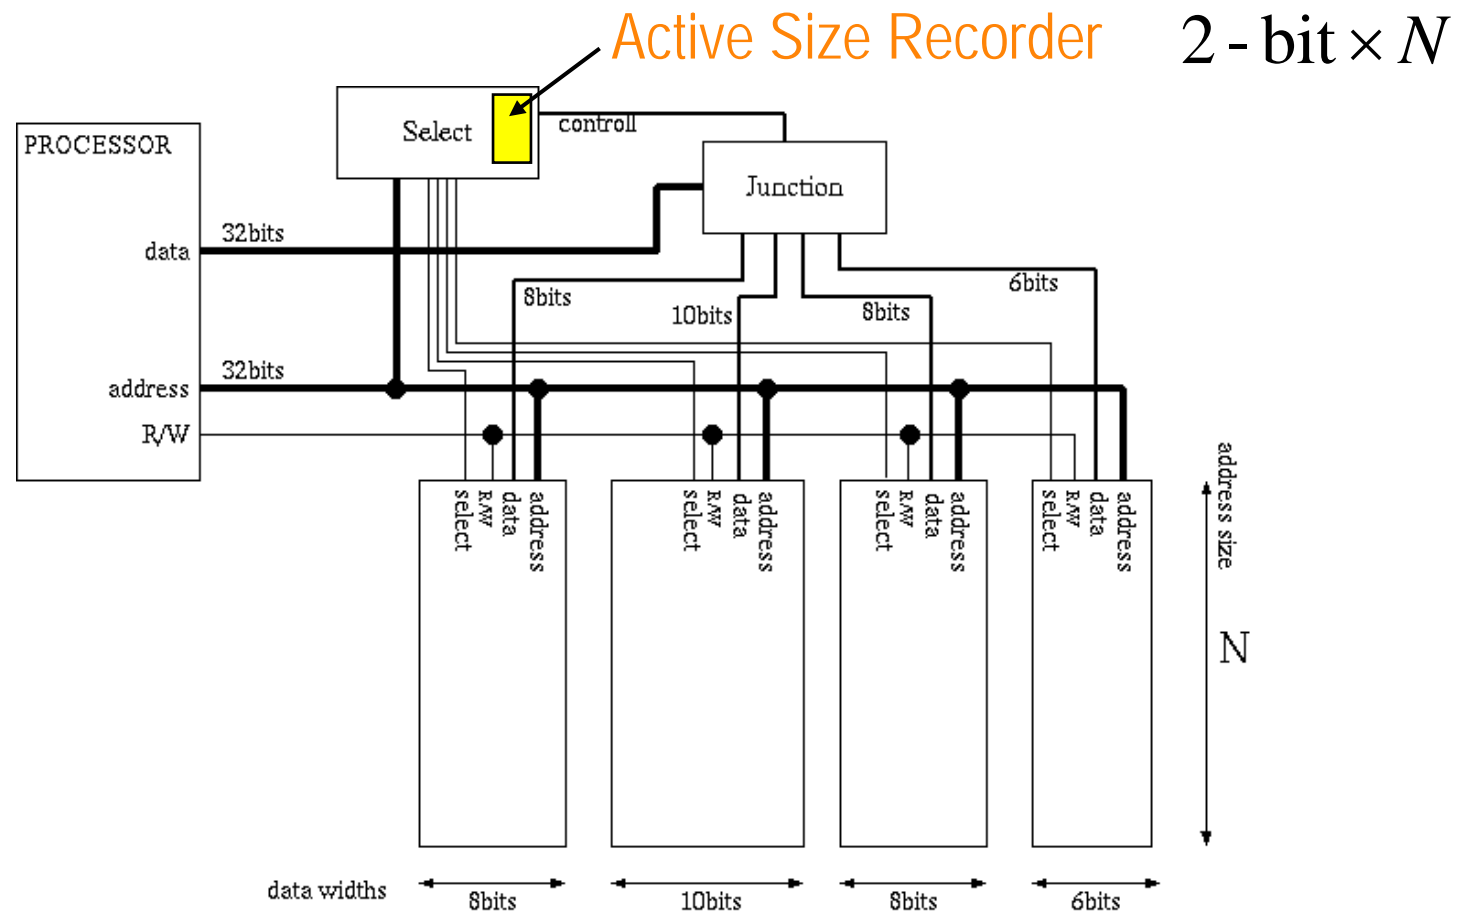 Active Size Recorder 2 - bit × N
PROCESSOR
Select
controll
Junction
data
32bits
8bits
10bits
8bits
6bits
address
32bits
R/W
select
R/W
data
address
select
R/W
data
address
select
R/W
data
address
select
R/W
data
address
address size
N
data widths
8bits
10bits
8bits
6bits